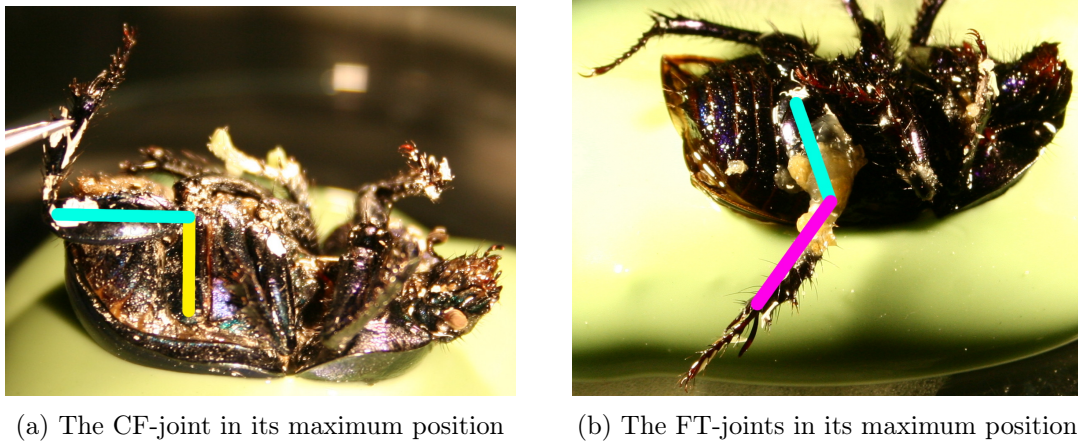 (a) The CF-joint in its maximum position
(b) The FT-joints in its maximum position